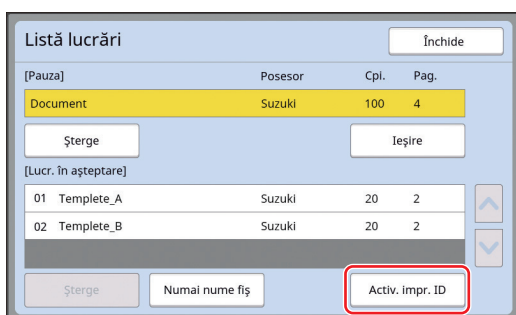 Listă lucrări Închide
[Pauza] Posesor Cpi. Pag.
Document Suzuki 100 4
Şterge Ieşire
[Lucr. în aşteptare]
01 Templete_A Suzuki 20 2
02 Templete_B Suzuki 20 2
Şterge Numai nume fiş Activ. impr. ID